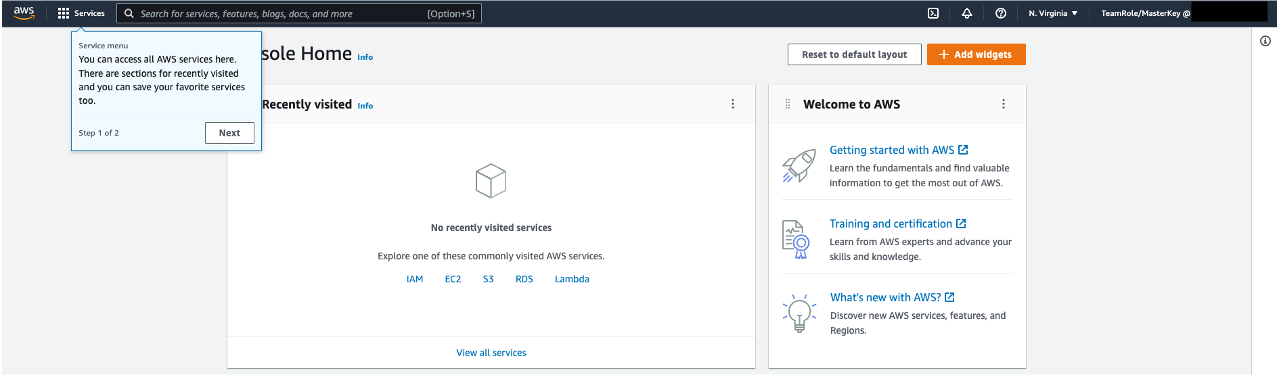 aws
Services
Search for services, features, blogs, docs, and more
[Option+S]
N. Virginia
TeamRole/MasterKey @
Service menu
You can access all AWS services here.
There are sections for recently visited
and you can save your favorite services
too.
Step 1 of 2
Next
sole Home
Info
Reset to default layout
Add widgets
Recently visited
Info
No recently visited services
Explore one of these commonly visited AWS services.
IAM EC2 S3 RDS Lambda
View all services
Welcome to AWS
Getting started with AWS
Learn the fundamentals and find valuable
information to get the most out of AWS.
Training and certification
Learn from AWS experts and advance your
skills and knowledge.
What's new with AWS?
Discover new AWS services, features, and
Regions.